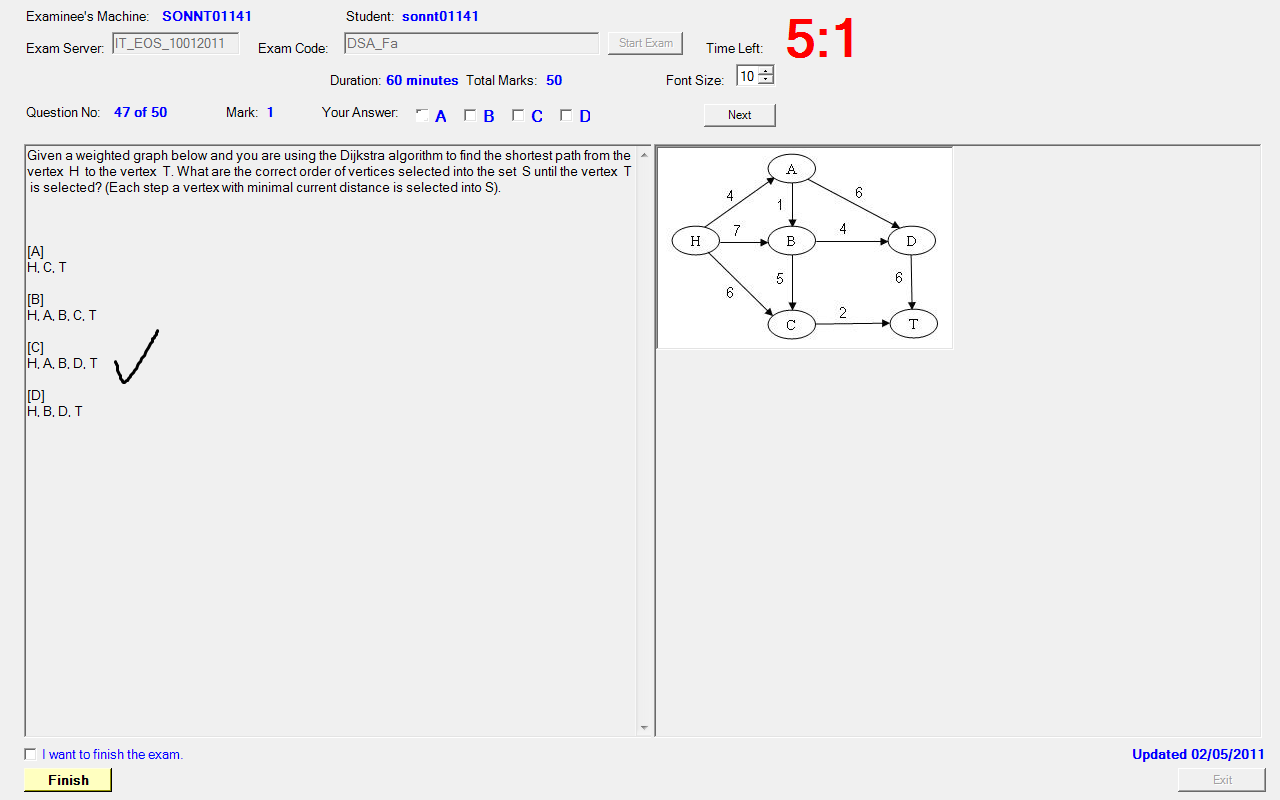 Examinee's Machine: SONNT01141 Student: sonnt01141
Exam Server: IT_EOS_10012011 Exam Code: DSA_Fa Start Exam Time Left: 5:1
Duration: 60 minutes Total Marks: 50 Font Size: 10
Question No: 47 of 50 Mark: 1 Your Answer: A B C D Next
Given a weighted graph below and you are using the Dijkstra algorithm to find the shortest path from the
vertex H to the vertex T. What are the correct order of vertices selected into the set S until the vertex T
is selected? (Each step a vertex with minimal current distance is selected into S).
[A]
H, C, T
[B]
H, A, B, C, T
[C]
H, A, B, D, T
[D]
H, B, D, T
A
4 6
1
7 4
H B D
5 6
6
2
C T
I want to finish the exam. Updated 02/05/2011
Finish Exit